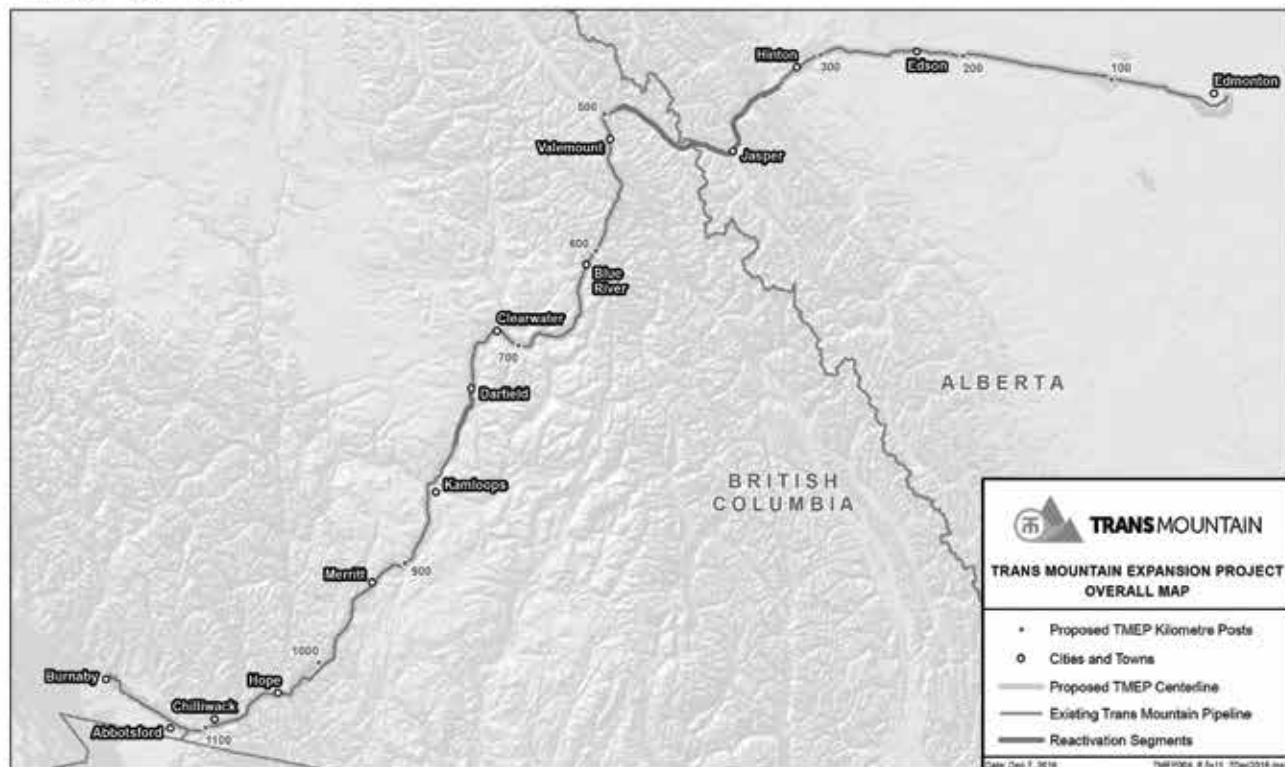 Hinton
300
Edson
200
100
Edmonton
500
Valemount
Jasper
600
Blue
River
Clearwater
700
Darfield
ALBERTA
BRITISH
COLUMBIA
Kamloops
Merritt
900
1000
Hope
Burnaby
Chilliwack
Abbotsford
1100
TRANSMOUNTAIN
TRANS MOUNTAIN EXPANSION PROJECT
OVERALL MAP
Proposed TMEP Kilometre Posts
Cities and Towns
Proposed TMEP Centerline
Existing Trans Mountain Pipeline
Reactivation Segments